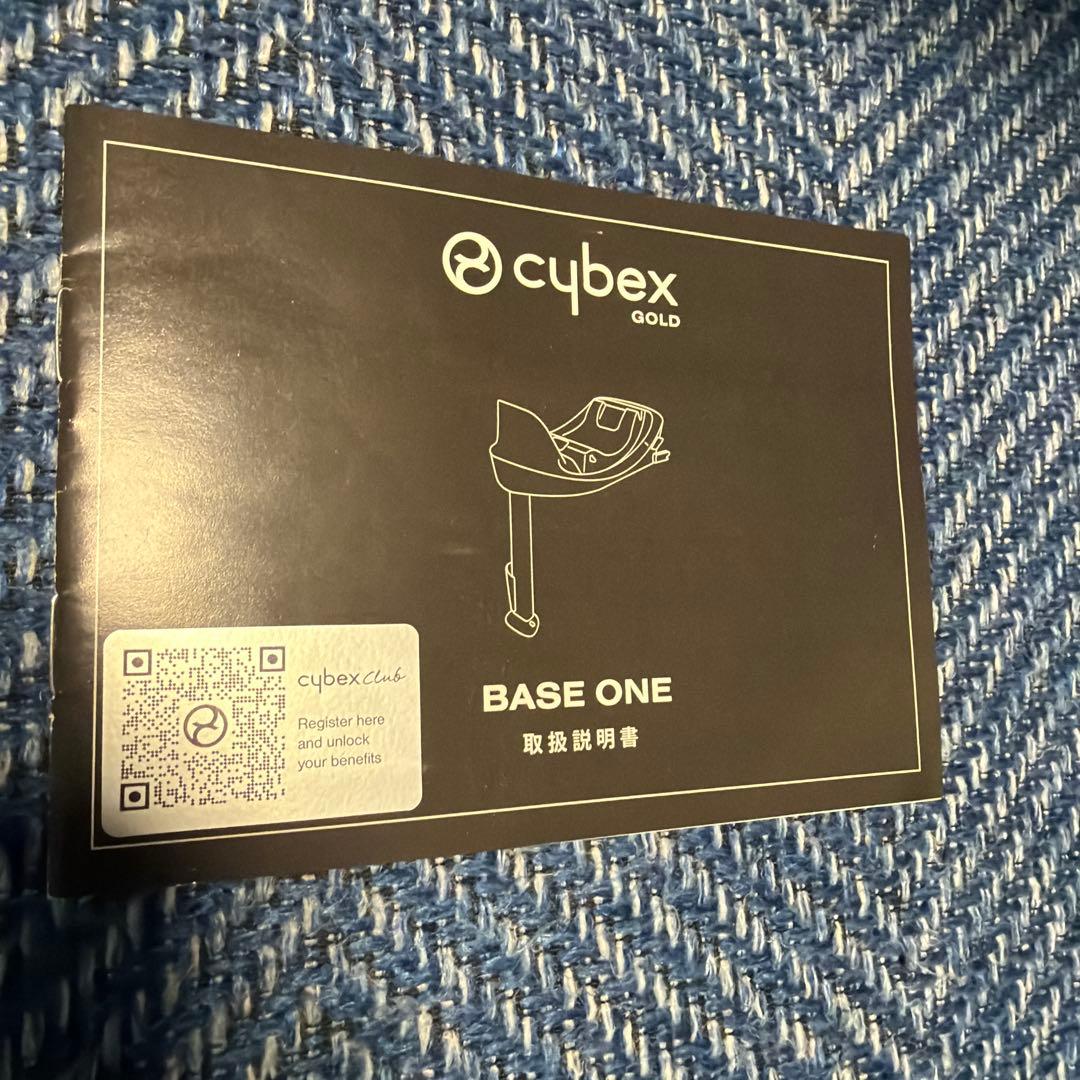 cybex
GOLD
BASE ONE
取扱説明書
cybex club
Register here
and unlock
your benefits